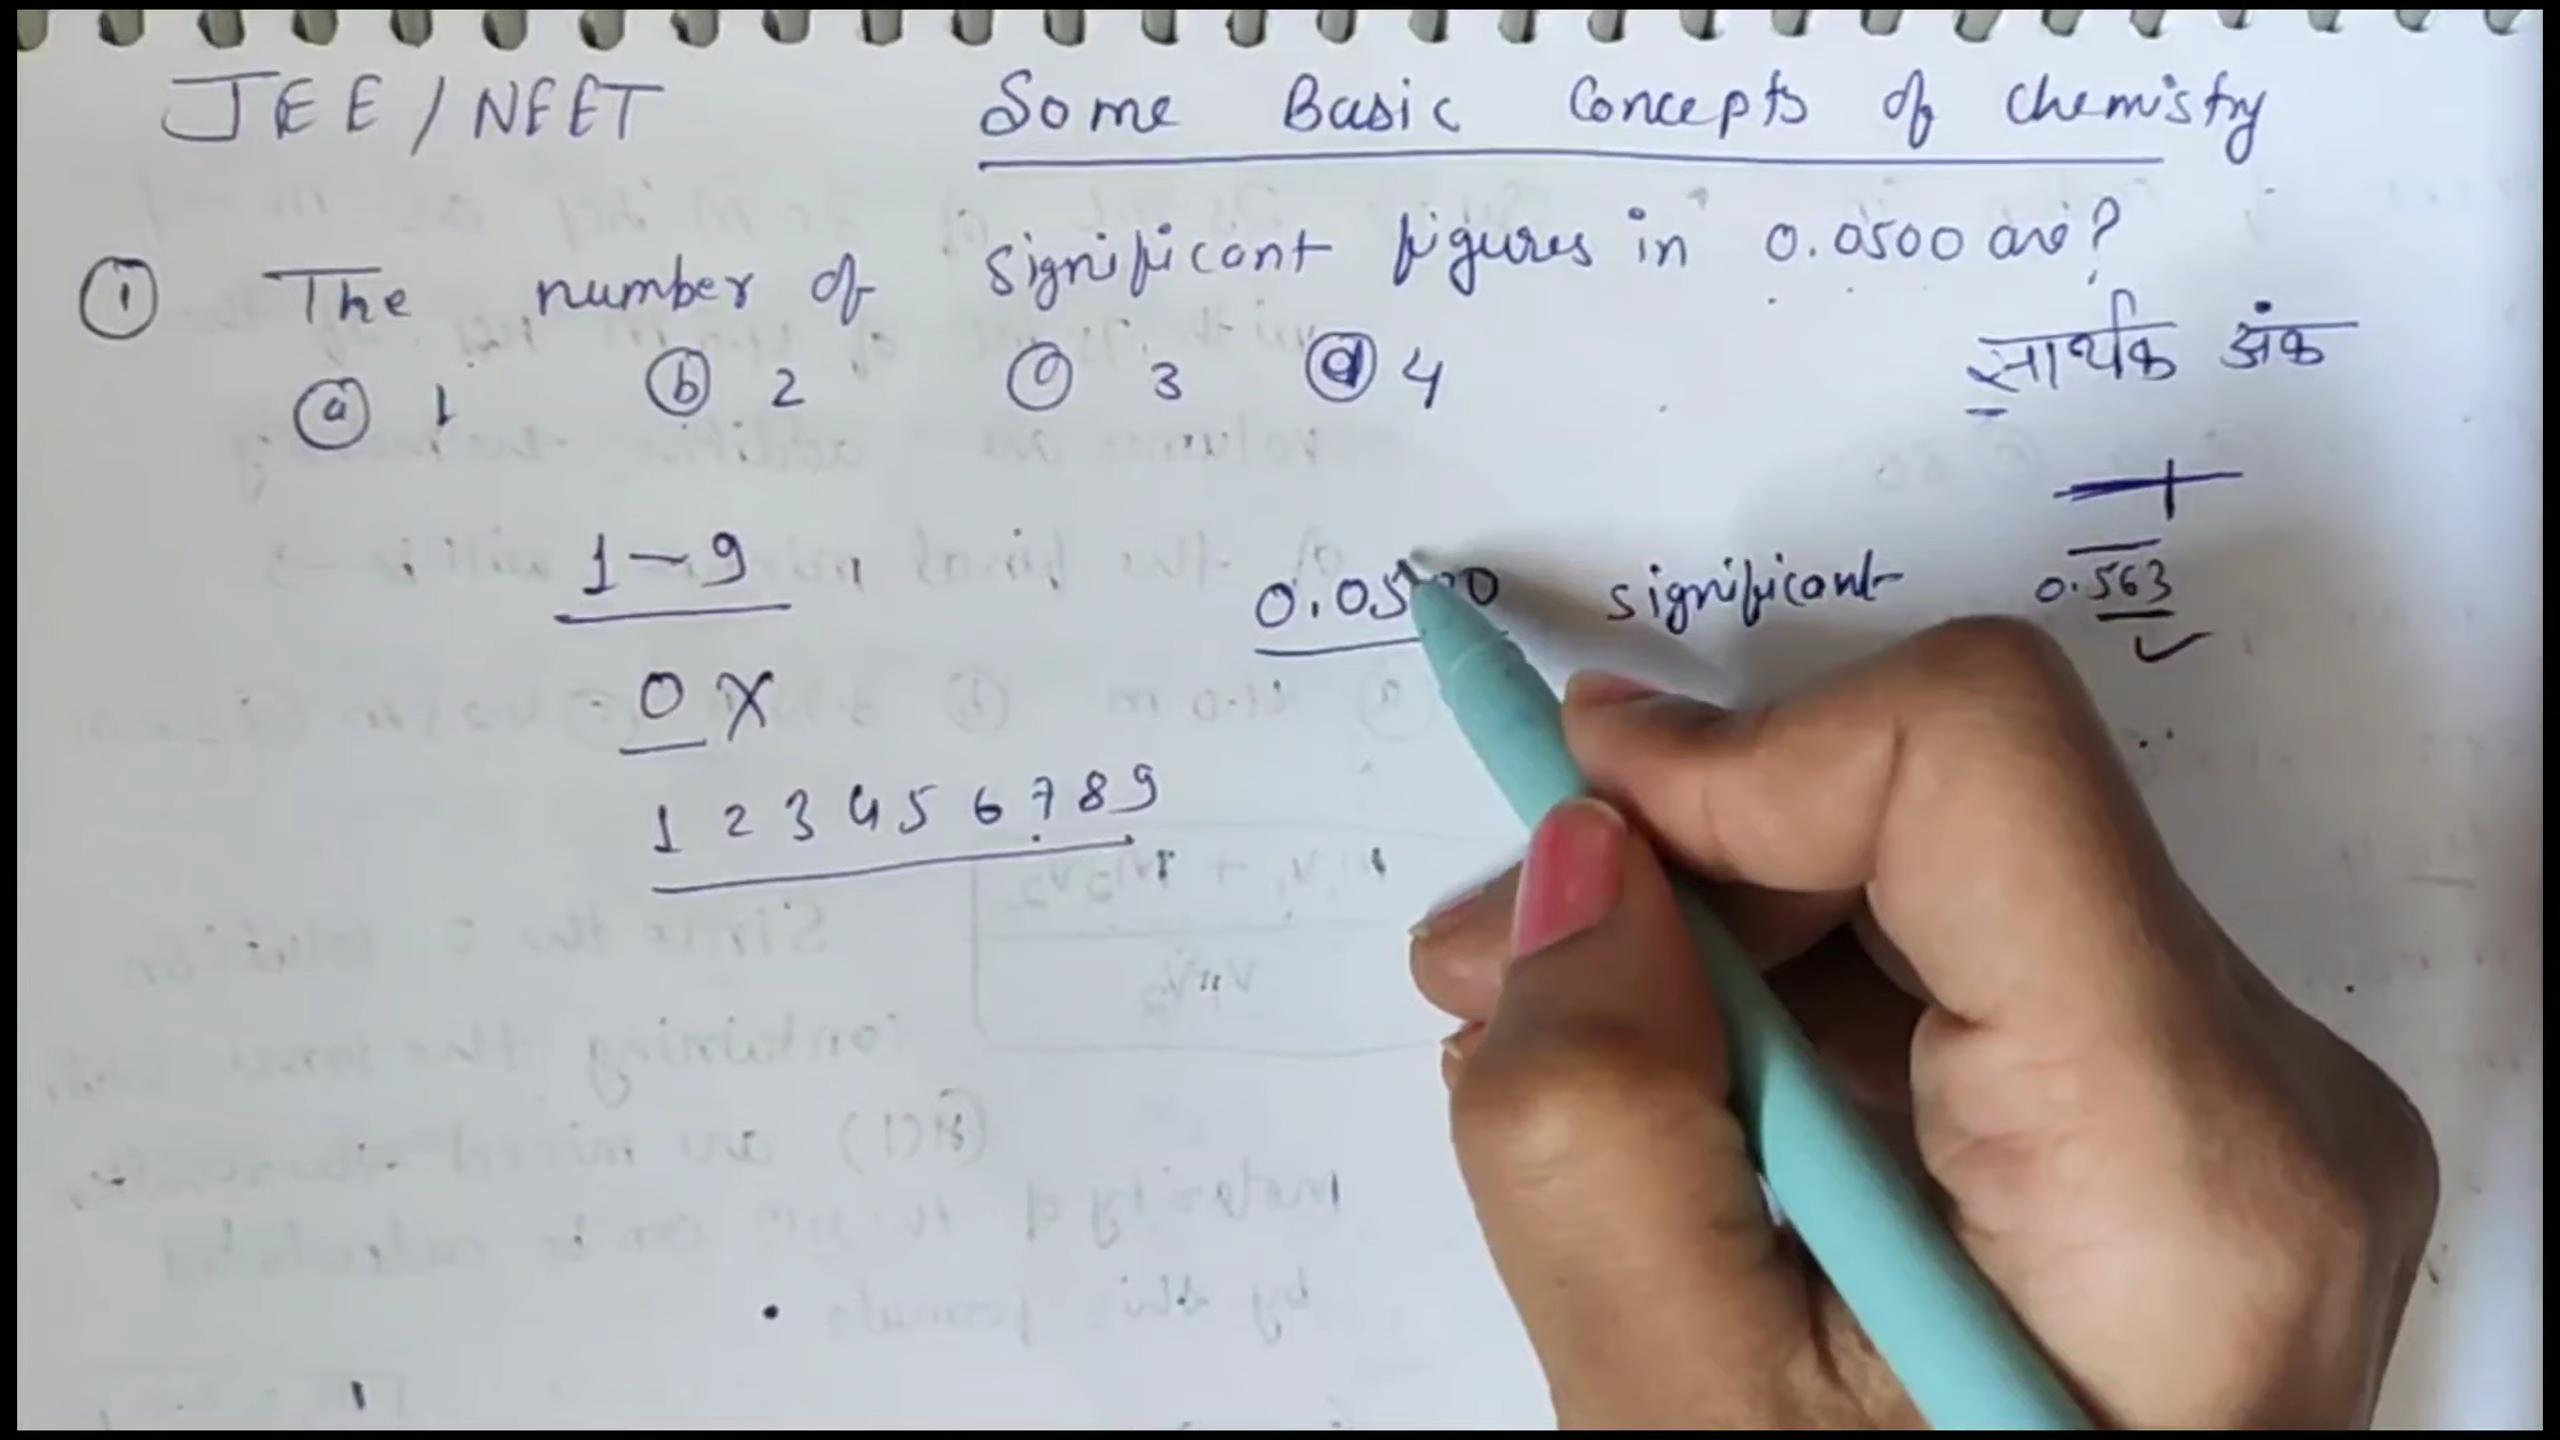 JEE/NEET Some Basic Concepts of Chemistry
① The number of significant figures in 0.0500 are?
सार्थक अंक
ⓐ 1 ⓑ 2 ⓒ 3 ⓓ 4
1-9
0.05 0 significant 0.563 ✓
0 X
1 2 3 4 5 6 7 8 9